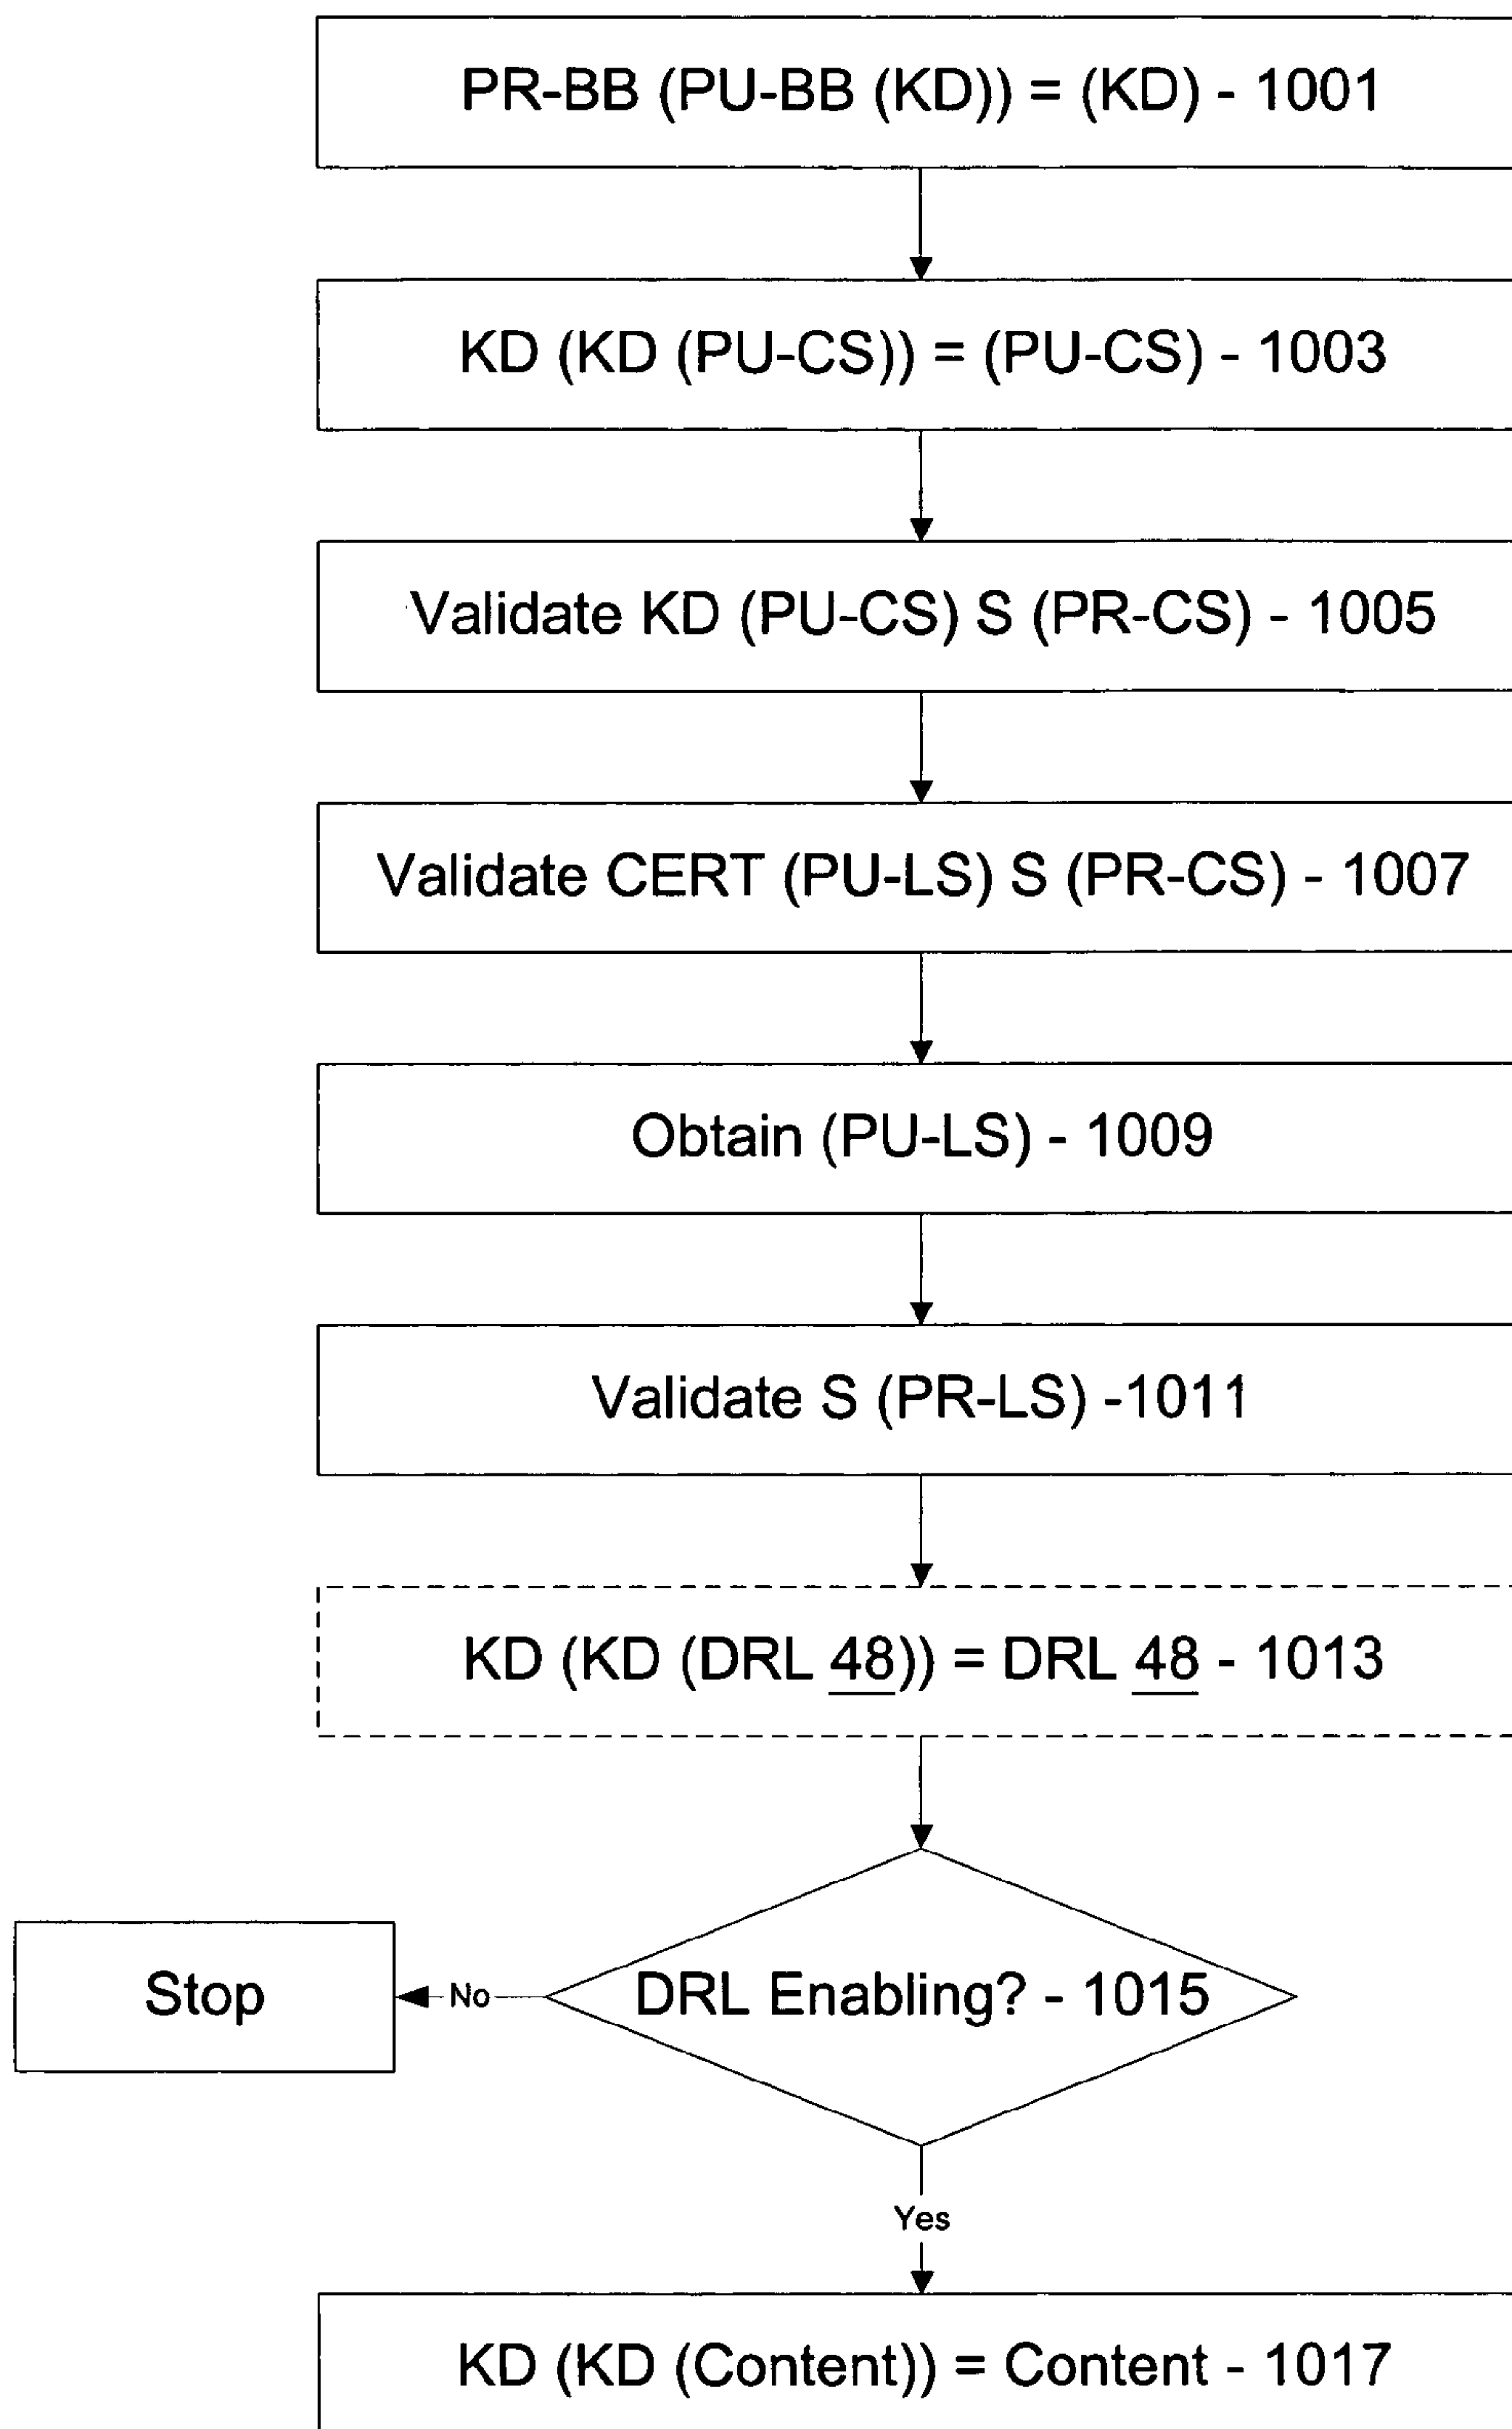 PR-BB (PU-BB (KD)) = (KD) - 1001
KD (KD (PU-CS)) = (PU-CS) - 1003
Validate KD (PU-CS) S (PR-CS) - 1005
Validate CERT (PU-LS) S (PR-CS) - 1007
Obtain (PU-LS) - 1009
Validate S (PR-LS) -1011
KD (KD (DRL 48)) = DRL 48 - 1013
DRL Enabling? - 1015
No
Stop
Yes
KD (KD (Content)) = Content - 1017